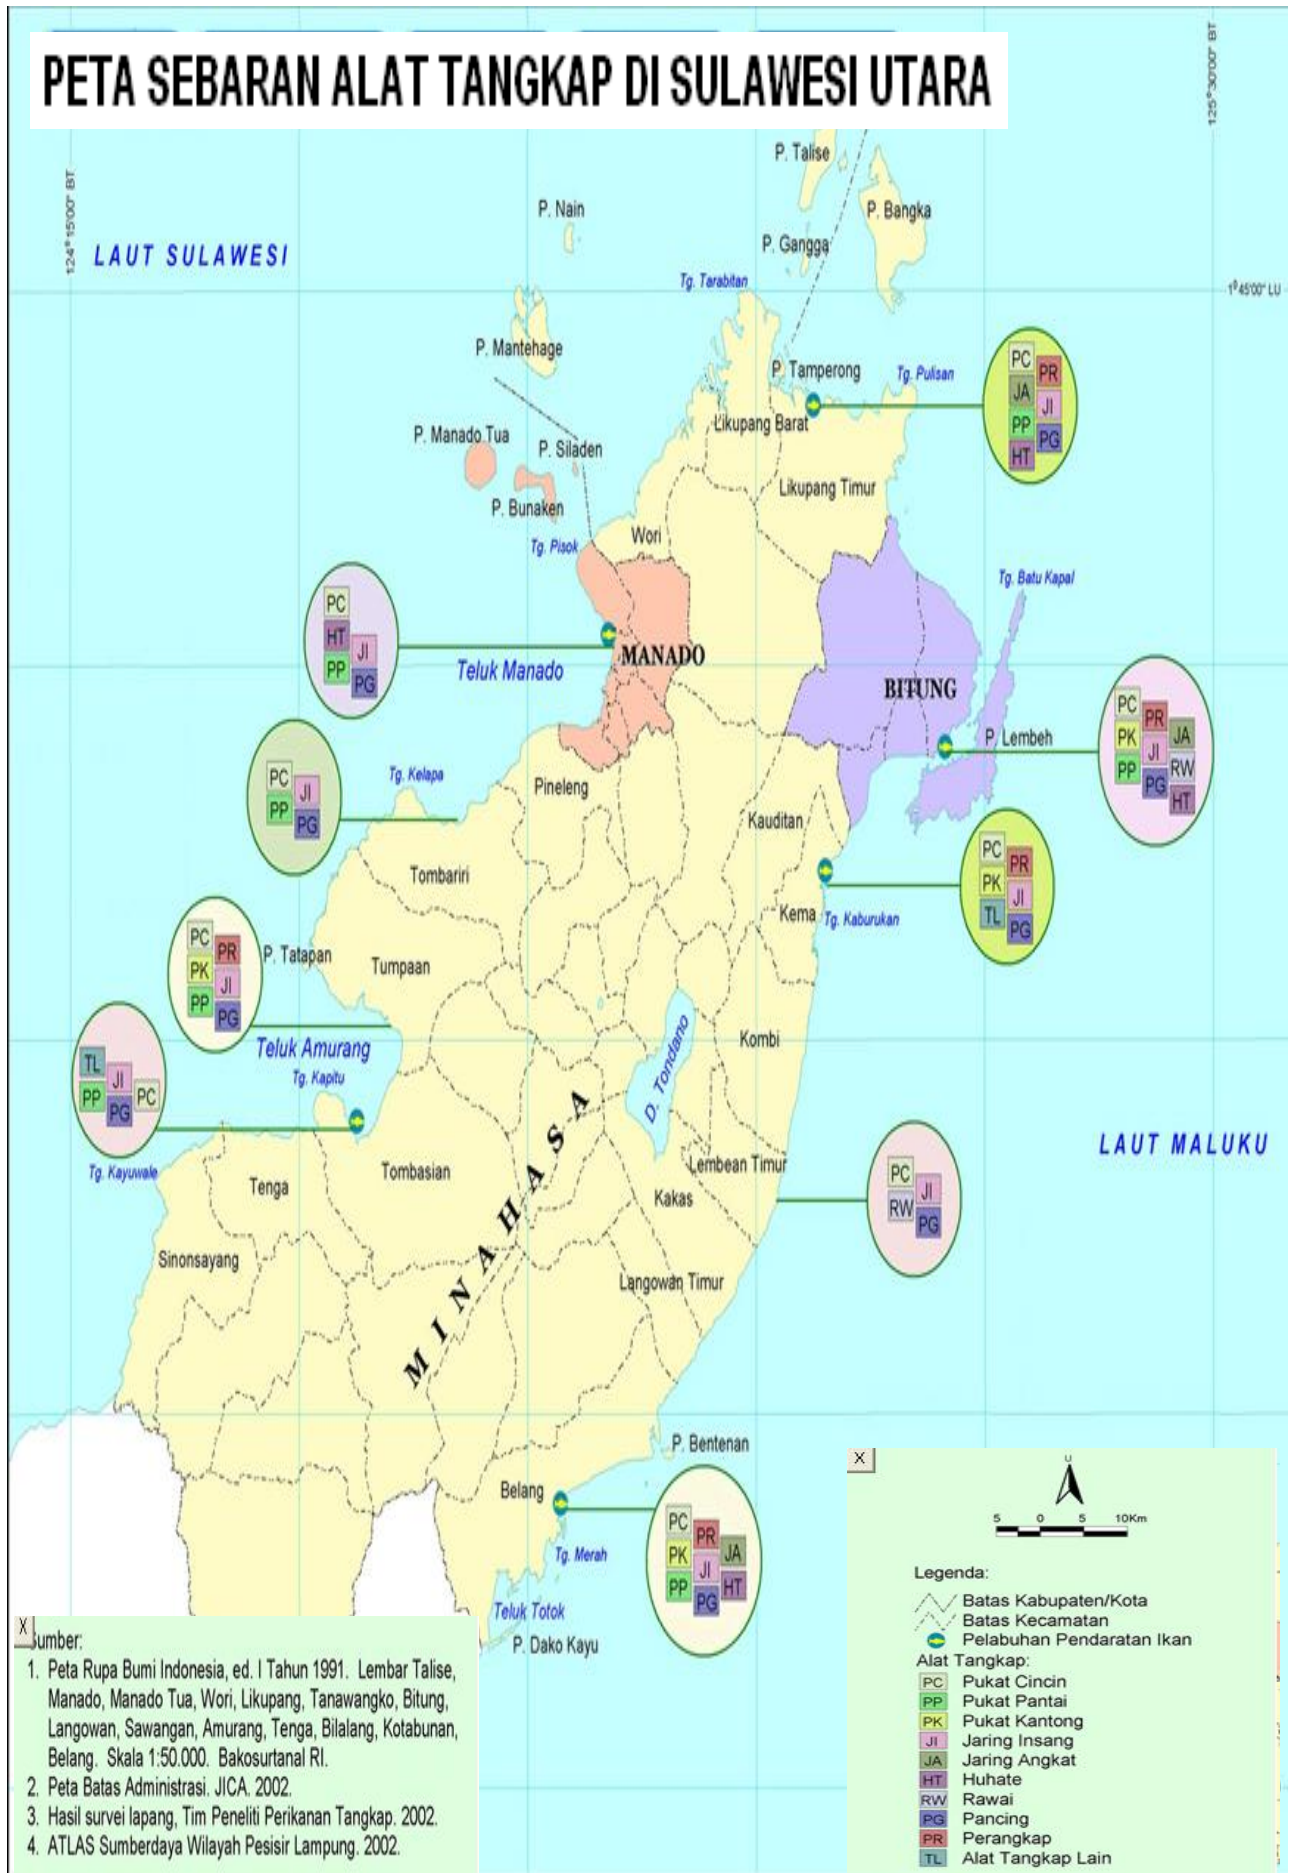 PETA SEBARAN ALAT TANGKAP DI SULAWESI UTARA
124°15'00" BT
125°30'00" BT
LAUT SULAWESI
P. Talise
P. Nain
P. Bangka
P. Gangga
Tg. Tarabitan
1°45'00" LU
P. Mantehage
P. Tamperong
Tg. Pulisan
PC
PR
JA
JI
PP
PG
HT
Likupang Barat
P. Manado Tua
P. Siladen
Likupang Timur
P. Bunaken
Wori
Tg. Pisok
Tg. Batu Kapal
PC
HT
JI
PP
PG
Teluk Manado
MANADO
BITUNG
PC
PR
PK
JA
JI
PP
RW
PG
HT
P. Lembeh
Tg. Kelapa
PC
JI
PP
PG
Pineleng
Kauditan
PC
PR
PK
JI
TL
PG
Tombariri
Kema
Tg. Kaburukan
PC
PR
PK
JI
PP
PG
P. Tatapan
Tumpaan
Kombi
D. Tondano
Teluk Amurang
Tg. Kapitu
TL
JI
PP
PC
PG
LAUT MALUKU
Tg. Kayuwale
Tenga
Tombasian
Lembean Timur
Kakas
PC
JI
RW
PG
MINAHASA
Sinonsayang
Langowan Timur
P. Bentenan
Belang
PC
PR
PK
JA
JI
PP
HT
PG
Tg. Merah
Teluk Totok
P. Dako Kayu
X
Sumber:
1. Peta Rupa Bumi Indonesia, ed. I Tahun 1991. Lembar Talise,
Manado, Manado Tua, Wori, Likupang, Tanawangko, Bitung,
Langowan, Sawangan, Amurang, Tenga, Bilalang, Kotabunan,
Belang. Skala 1:50.000. Bakosurtanal RI.
2. Peta Batas Administrasi. JICA. 2002.
3. Hasil survei lapang, Tim Peneliti Perikanan Tangkap. 2002.
4. ATLAS Sumberdaya Wilayah Pesisir Lampung. 2002.
X
U
5 0 5 10Km
Legenda:
Batas Kabupaten/Kota
Batas Kecamatan
Pelabuhan Pendaratan Ikan
Alat Tangkap:
PC Pukat Cincin
PP Pukat Pantai
PK Pukat Kantong
JI Jaring Insang
JA Jaring Angkat
HT Huhate
RW Rawai
PG Pancing
PR Perangkap
TL Alat Tangkap Lain